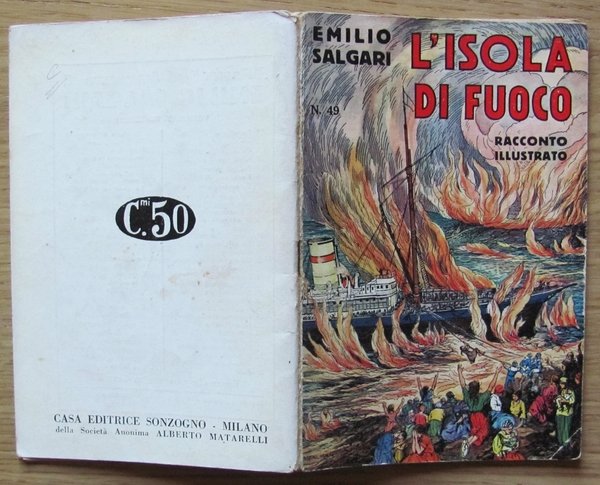 EMILIO
SALGARI
L'ISOLA
DI FUOCO
N. 49
RACCONTO
ILLUSTRATO
C.mi 50
CASA EDITRICE SONZOGNO - MILANO
della Società Anonima ALBERTO MATARELLI